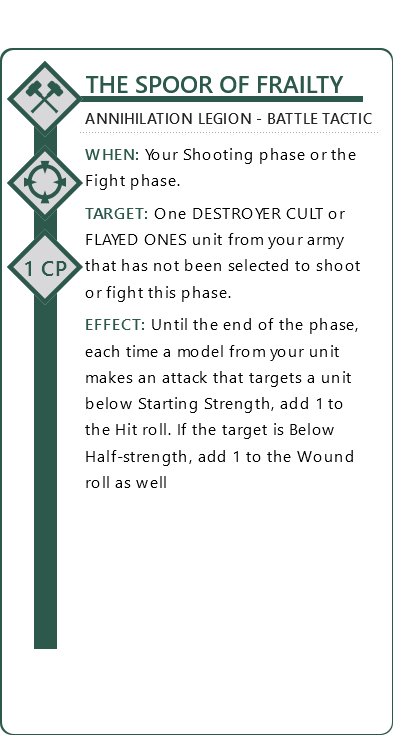 THE SPOOR OF FRAILTY
ANNIHILATION LEGION - BATTLE TACTIC
WHEN: Your Shooting phase or the
Fight phase.
TARGET: One DESTROYER CULT or
FLAYED ONES unit from your army
1 CP
that has not been selected to shoot
or fight this phase.
EFFECT: Until the end of the phase,
each time a model from your unit
makes an attack that targets a unit
below Starting Strength, add 1 to
the Hit roll. If the target is Below
Half-strength, add 1 to the Wound
roll as well